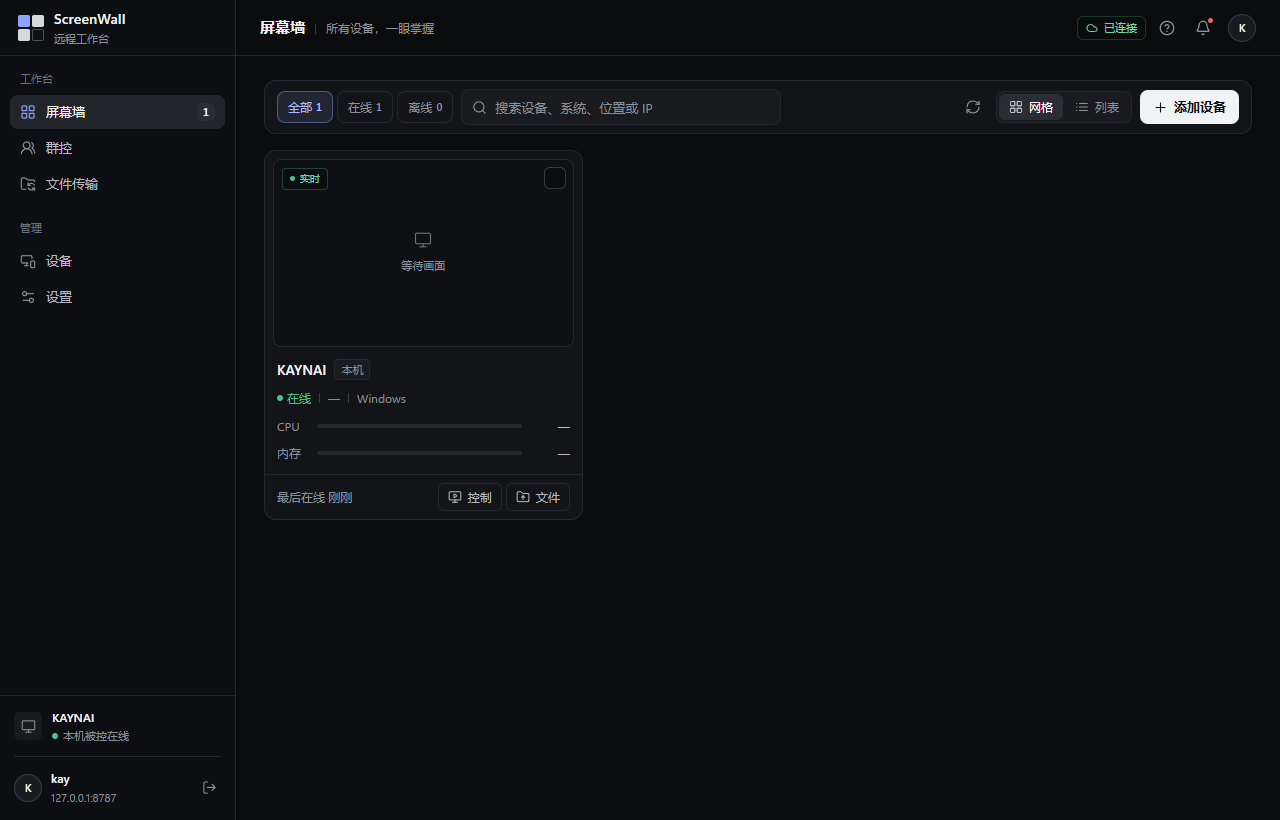 ScreenWall
远程工作台
屏幕墙
所有设备，一眼掌握
已连接
K
工作台
屏幕墙 1
群控
文件传输
管理
设备
设置
全部 1
在线 1
离线 0
搜索设备、系统、位置或 IP
网格
列表
添加设备
实时
等待画面
KAYNAI 本机
在线 — Windows
CPU —
内存 —
最后在线 刚刚
控制
文件
KAYNAI
本机被控在线
K
kay
127.0.0.1:8787